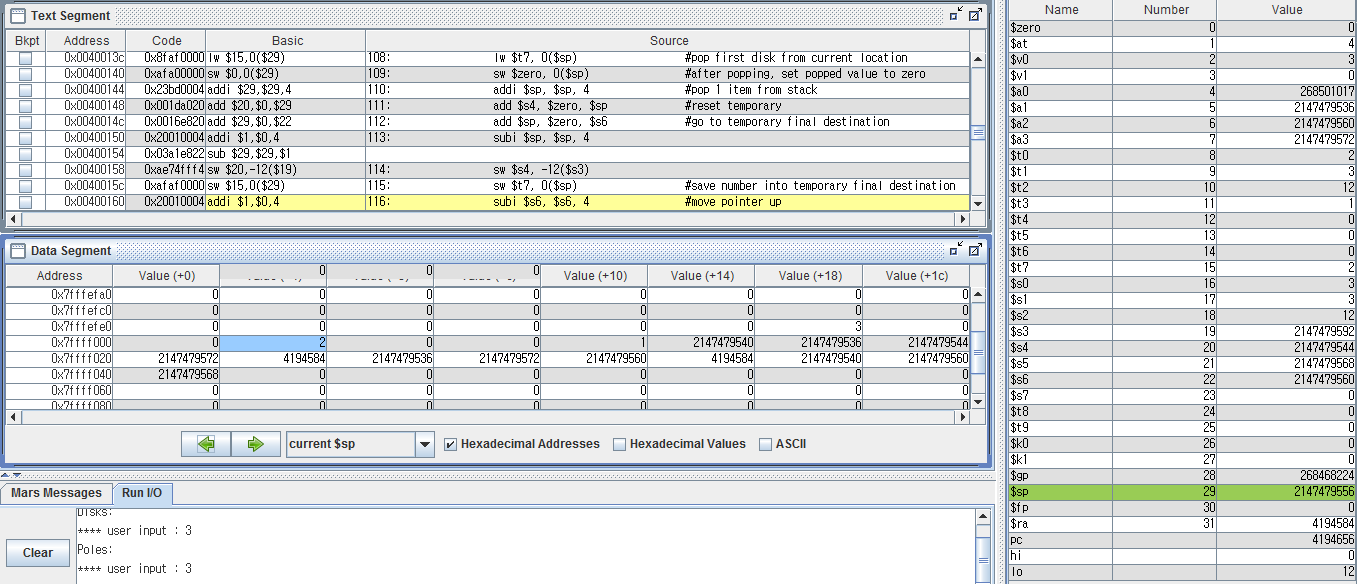 Text Segment
Bkpt Address Code Basic Source
0x0040013c 0x8faf0000 lw $15,0($29) 108: lw $t7, 0($sp) #pop first disk from current location
0x00400140 0xafa00000 sw $0,0($29) 109: sw $zero, 0($sp) #after popping, set popped value to zero
0x00400144 0x23bd0004 addi $29,$29,4 110: addi $sp, $sp, 4 #pop 1 item from stack
0x00400148 0x001da020 add $20,$0,$29 111: add $s4, $zero, $sp #reset temporary
0x0040014c 0x0016e820 add $29,$0,$22 112: add $sp, $zero, $s6 #go to temporary final destination
0x00400150 0x20010004 addi $1,$0,4 113: subi $sp, $sp, 4
0x00400154 0x03a1e822 sub $29,$29,$1
0x00400158 0xae74fff4 sw $20,-12($19) 114: sw $s4, -12($s3)
0x0040015c 0xafaf0000 sw $15,0($29) 115: sw $t7, 0($sp) #save number into temporary final destination
0x00400160 0x20010004 addi $1,$0,4 116: subi $s6, $s6, 4 #move pointer up
Data Segment
Address Value (+0) 0 0 0 Value (+10) Value (+14) Value (+18) Value (+1c)
0x7fffefa0 0 0 0 0 0 0 0 0
0x7fffefc0 0 0 0 0 0 0 0 0
0x7fffefe0 0 0 0 0 0 0 3 0
0x7ffff000 0 2 0 0 1 2147479540 2147479536 2147479544
0x7ffff020 2147479572 4194584 2147479536 2147479572 2147479560 4194584 2147479540 2147479560
0x7ffff040 2147479568 0 0 0 0 0 0 0
0x7ffff060 0 0 0 0 0 0 0 0
0x7ffff080 0 0 0 0 0 0 0 0
current $sp Hexadecimal Addresses Hexadecimal Values ASCII
Mars Messages Run I/O
Disks:
**** user input : 3
Poles:
**** user input : 3
Clear
Name Number Value
$zero 0 0
$at 1 4
$v0 2 3
$v1 3 0
$a0 4 268501017
$a1 5 2147479536
$a2 6 2147479560
$a3 7 2147479572
$t0 8 2
$t1 9 3
$t2 10 12
$t3 11 1
$t4 12 0
$t5 13 0
$t6 14 0
$t7 15 2
$s0 16 3
$s1 17 3
$s2 18 12
$s3 19 2147479592
$s4 20 2147479544
$s5 21 2147479568
$s6 22 2147479560
$s7 23 0
$t8 24 0
$t9 25 0
$k0 26 0
$k1 27 0
$gp 28 268468224
$sp 29 2147479556
$fp 30 0
$ra 31 4194584
pc 4194656
hi 0
lo 12